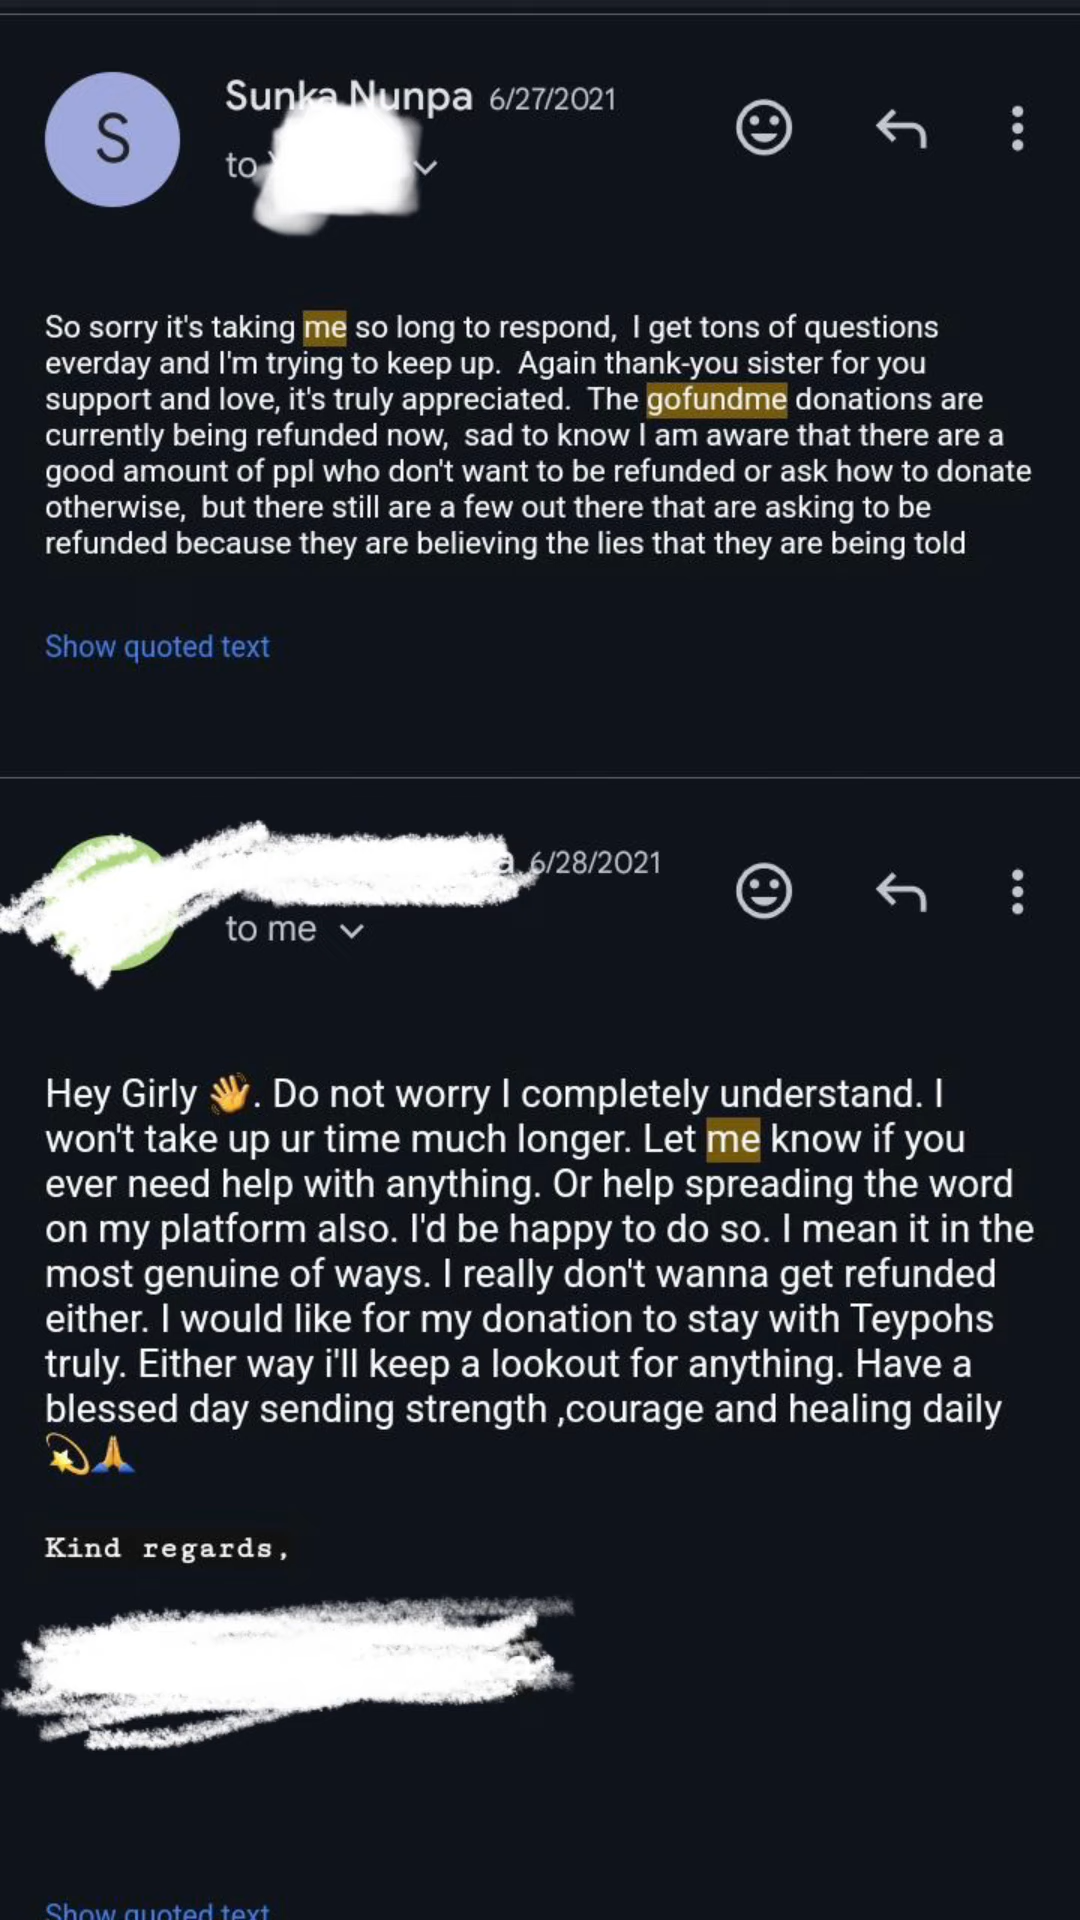 S
Sunka Nunpa 6/27/2021
to
So sorry it's taking me so long to respond,  I get tons of questions
everday and I'm trying to keep up.  Again thank-you sister for you
support and love, it's truly appreciated.  The gofundme donations are
currently being refunded now,  sad to know I am aware that there are a
good amount of ppl who don't want to be refunded or ask how to donate
otherwise,  but there still are a few out there that are asking to be
refunded because they are believing the lies that they are being told
Show quoted text
a 6/28/2021
to me
Hey Girly 👋. Do not worry I completely understand. I
won't take up ur time much longer. Let me know if you
ever need help with anything. Or help spreading the word
on my platform also. I'd be happy to do so. I mean it in the
most genuine of ways. I really don't wanna get refunded
either. I would like for my donation to stay with Teypohs
truly. Either way i'll keep a lookout for anything. Have a
blessed day sending strength ,courage and healing daily
💫🙏
Kind regards,
Show quoted text